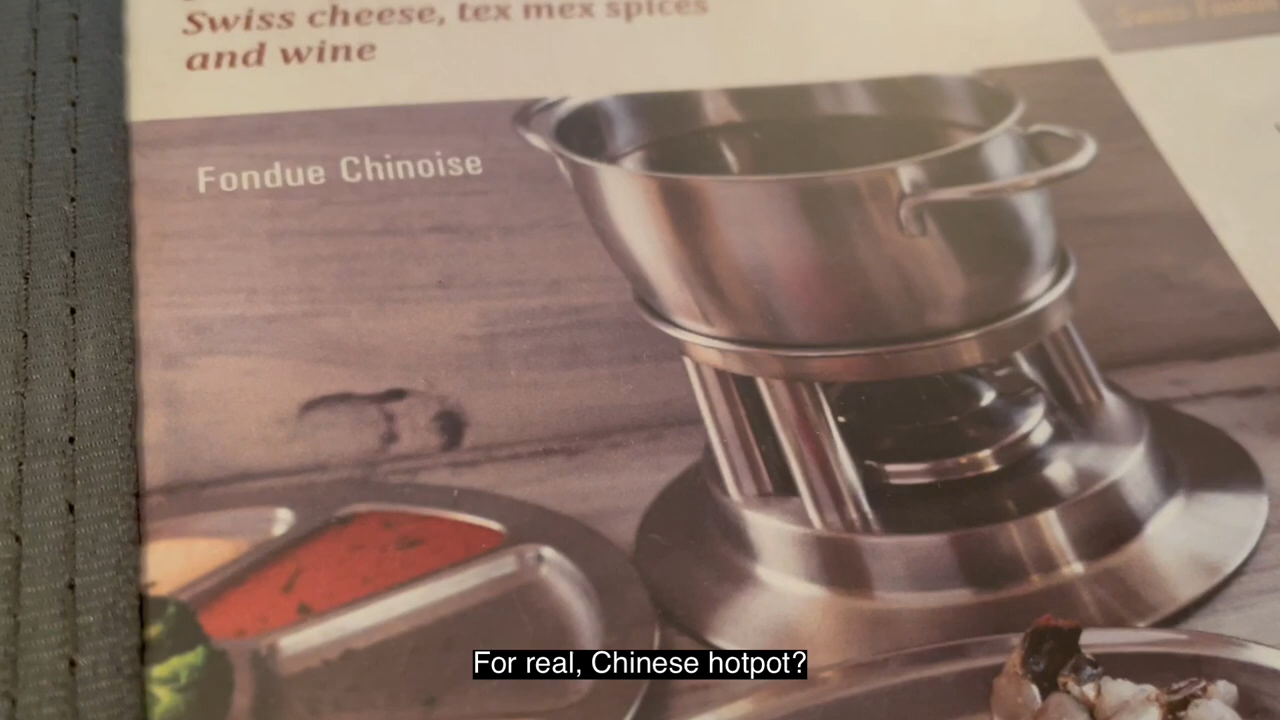 Swiss cheese, tex mex spices
and wine
Fondue Chinoise
For real, Chinese hotpot?